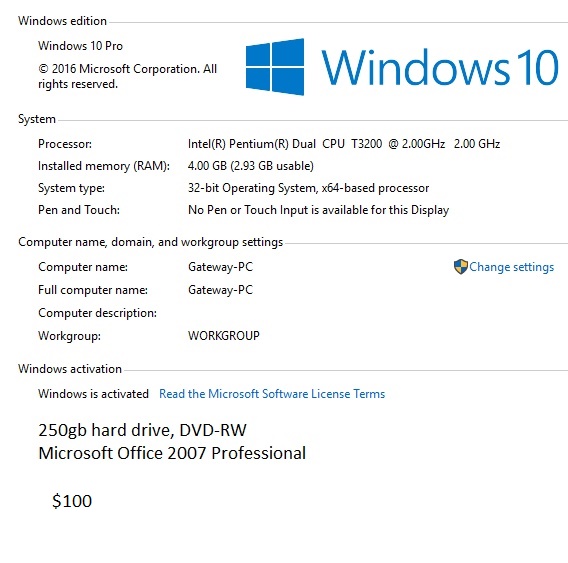 Windows edition
Windows 10 Pro
© 2016 Microsoft Corporation. All
rights reserved.
Windows 10
System
Processor: Intel(R) Pentium(R) Dual CPU T3200 @ 2.00GHz 2.00 GHz
Installed memory (RAM): 4.00 GB (2.93 GB usable)
System type: 32-bit Operating System, x64-based processor
Pen and Touch: No Pen or Touch Input is available for this Display
Computer name, domain, and workgroup settings
Computer name: Gateway-PC Change settings
Full computer name: Gateway-PC
Computer description:
Workgroup: WORKGROUP
Windows activation
Windows is activated Read the Microsoft Software License Terms
250gb hard drive, DVD-RW
Microsoft Office 2007 Professional
$100